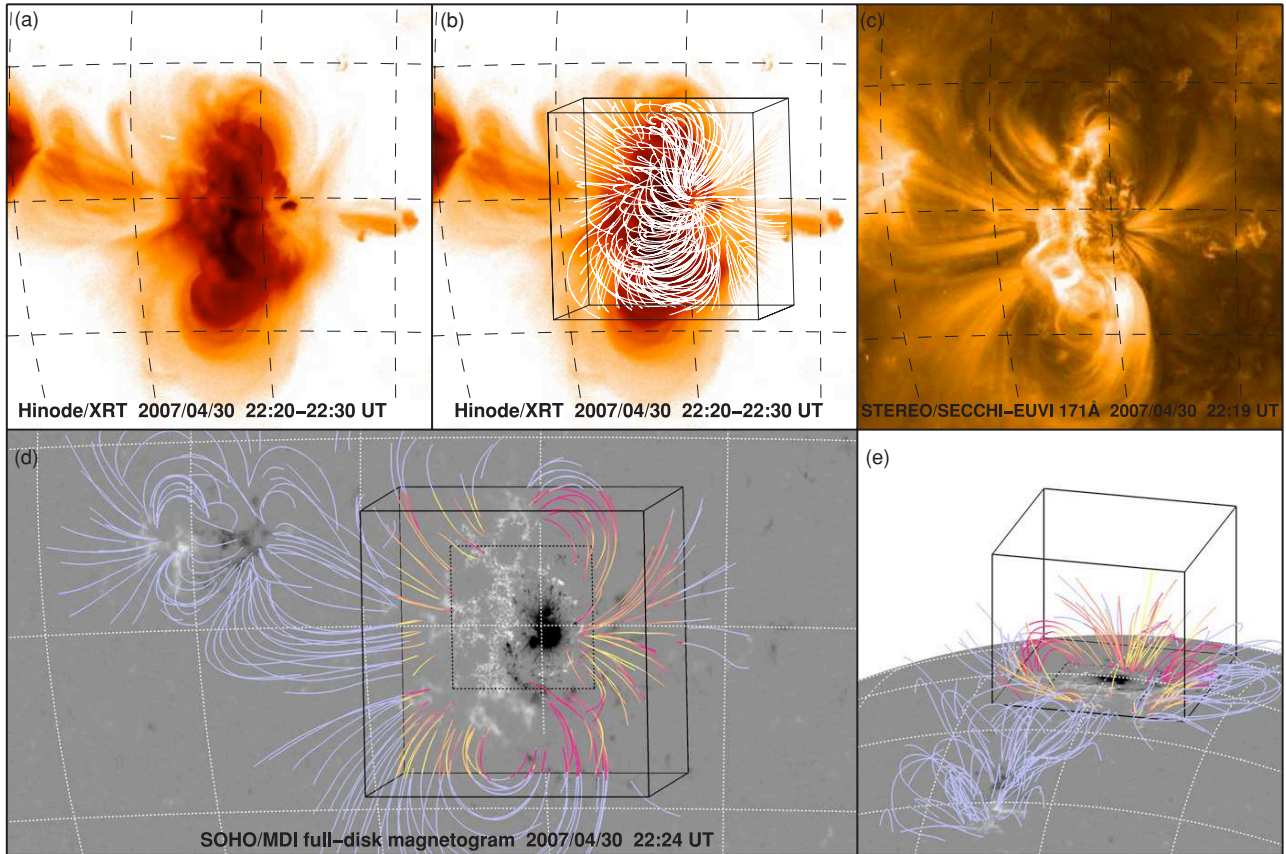 (a)
(b)
(c)
Hinode/XRT 2007/04/30 22:20−22:30 UT
Hinode/XRT 2007/04/30 22:20−22:30 UT
STEREO/SECCHI−EUVI 171Å 2007/04/30 22:19 UT
(d)
(e)
SOHO/MDI full−disk magnetogram 2007/04/30 22:24 UT